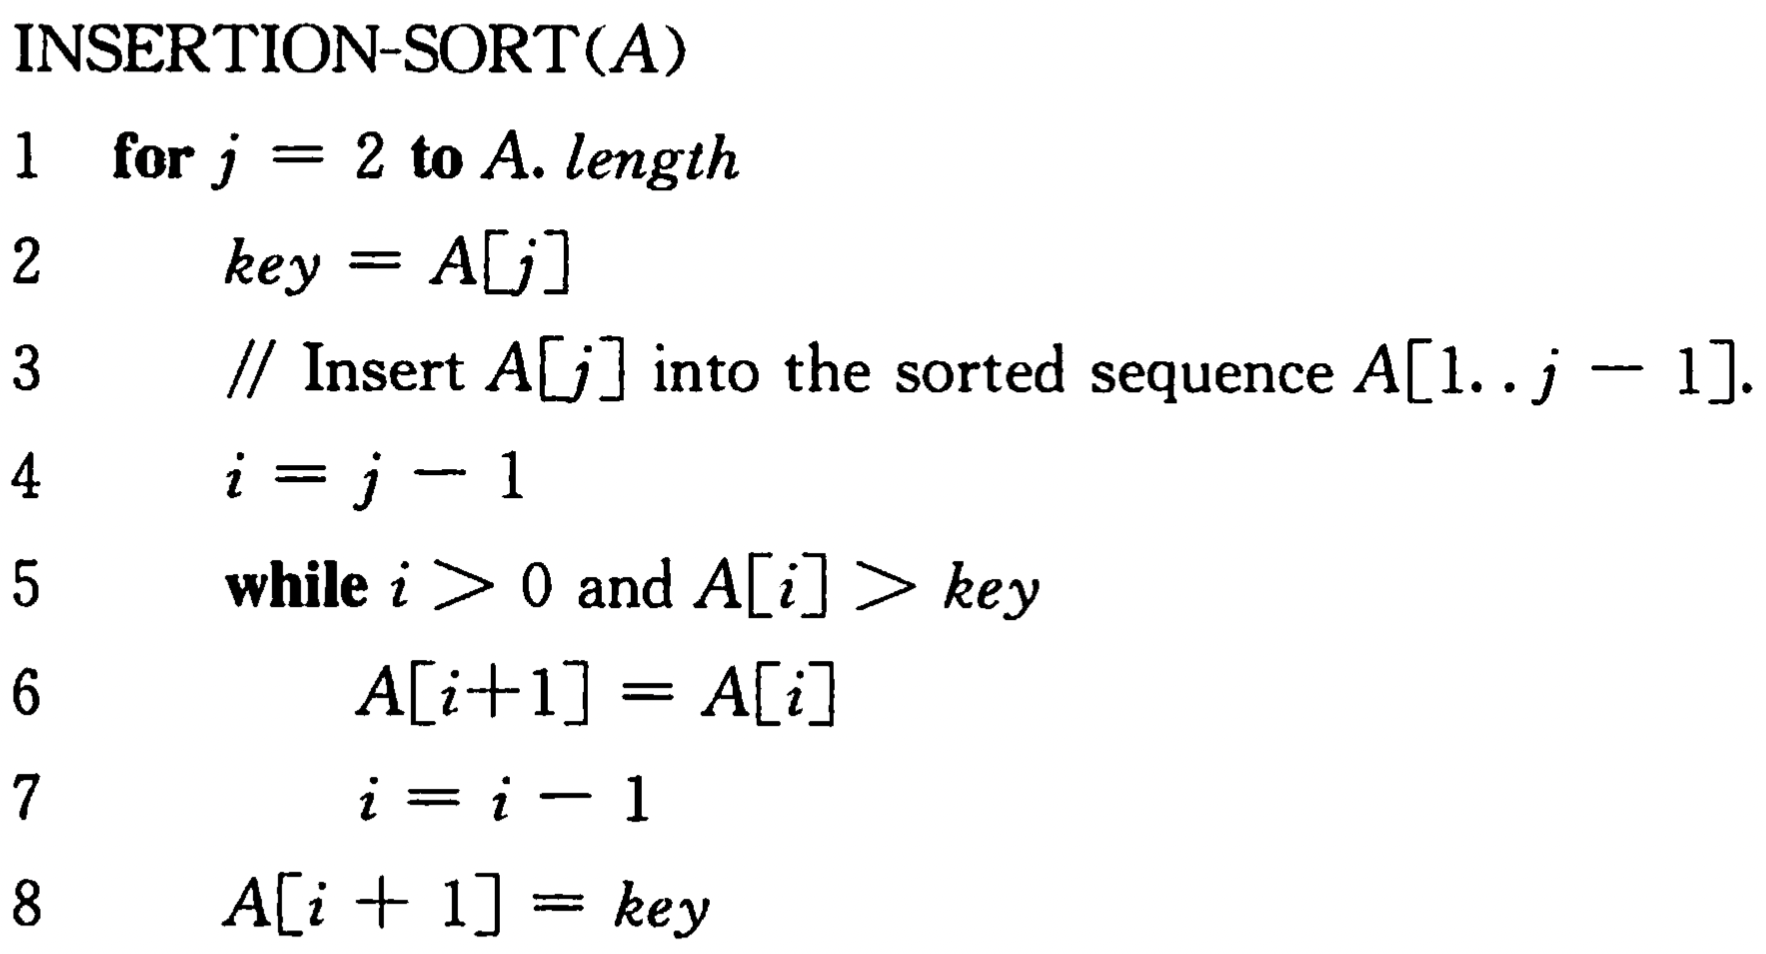 INSERTION-SORT(A)
1 for j = 2 to A. length
2 key = A[j]
3 // Insert A[j] into the sorted sequence A[1. . j − 1].
4 i = j − 1
5 while i > 0 and A[i] > key
6 A[i+1] = A[i]
7 i = i − 1
8 A[i + 1] = key